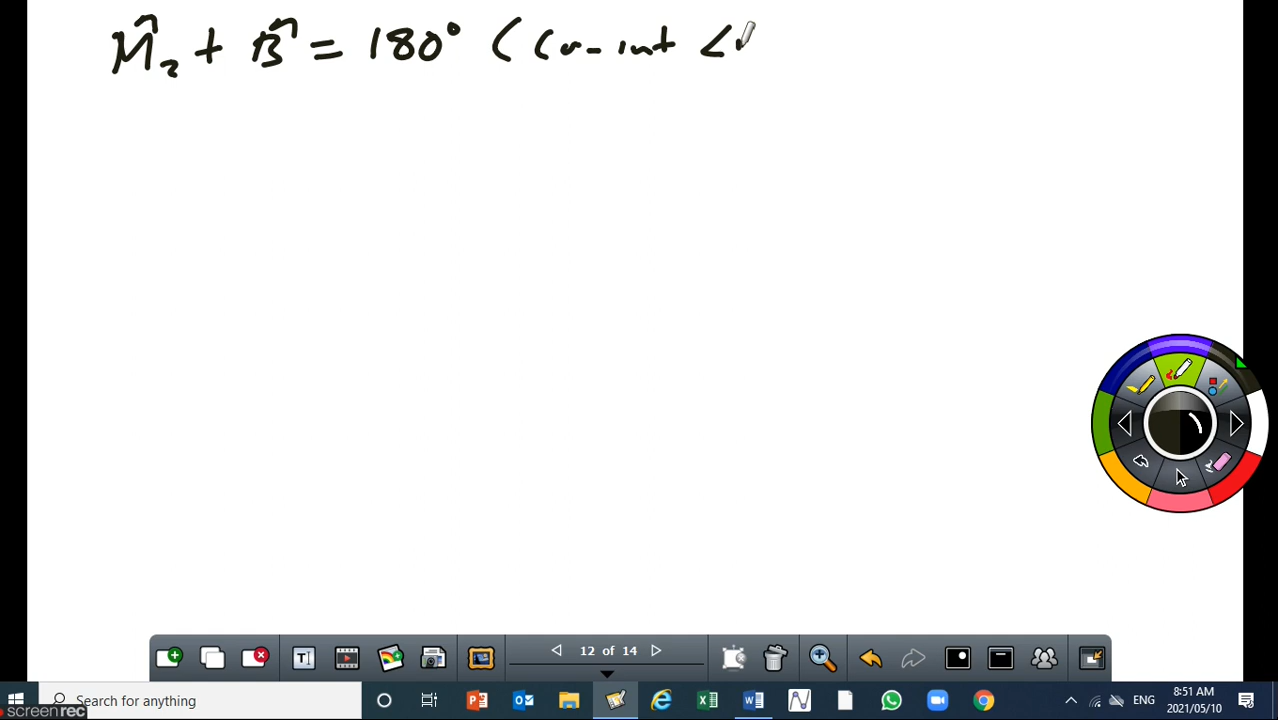 M̂₂ + B̂ = 180° (co-int ∠
12 of 14
Search for anything
ENG
8:51 AM
2021/05/10
screenrec